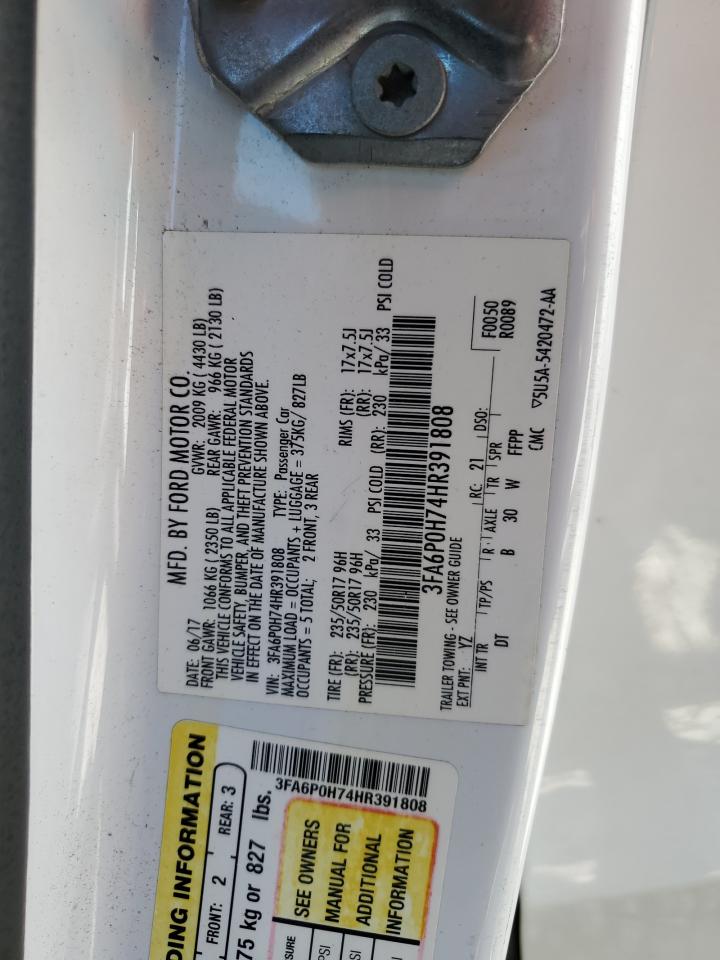 MFD. BY FORD MOTOR CO.
DATE: 06/17 GVWR: 2009 KG ( 4430 LB)
FRONT GAWR: 1066 KG ( 2350 LB) REAR GAWR: 966 KG ( 2130 LB)
THIS VEHICLE CONFORMS TO ALL APPLICABLE FEDERAL MOTOR
VEHICLE SAFETY, BUMPER, AND THEFT PREVENTION STANDARDS
IN EFFECT ON THE DATE OF MANUFACTURE SHOWN ABOVE.
VIN: 3FA6P0H74HR391808 TYPE: Passenger Car
MAXIMUM LOAD = OCCUPANTS + LUGGAGE = 375KG/ 827LB
OCCUPANTS = 5 TOTAL; 2 FRONT, 3 REAR
TIRE (FR): 235/50R17 96H RIMS (FR): 17x7.5J
(RR): 235/50R17 96H (RR): 17x7.5J
PRESSURE (FR): 230 kPa/ 33 PSI COLD (RR): 230 kPa/ 33 PSI COLD
3FA6P0H74HR391808
TRAILER TOWING - SEE OWNER GUIDE
EXT PNT: YZ RC: 21 DSO: F0050
R0089
INT TR TP/PS R AXLE TR SPR
DT B 30 W FFPP
CMC ▽5U5A-5420472-AA
DING INFORMATION
FRONT: 2 REAR: 3
75 kg or 827 lbs.
3FA6P0H74HR391808
SEE OWNERS
MANUAL FOR
ADDITIONAL
INFORMATION
SSURE
PSI
PSI